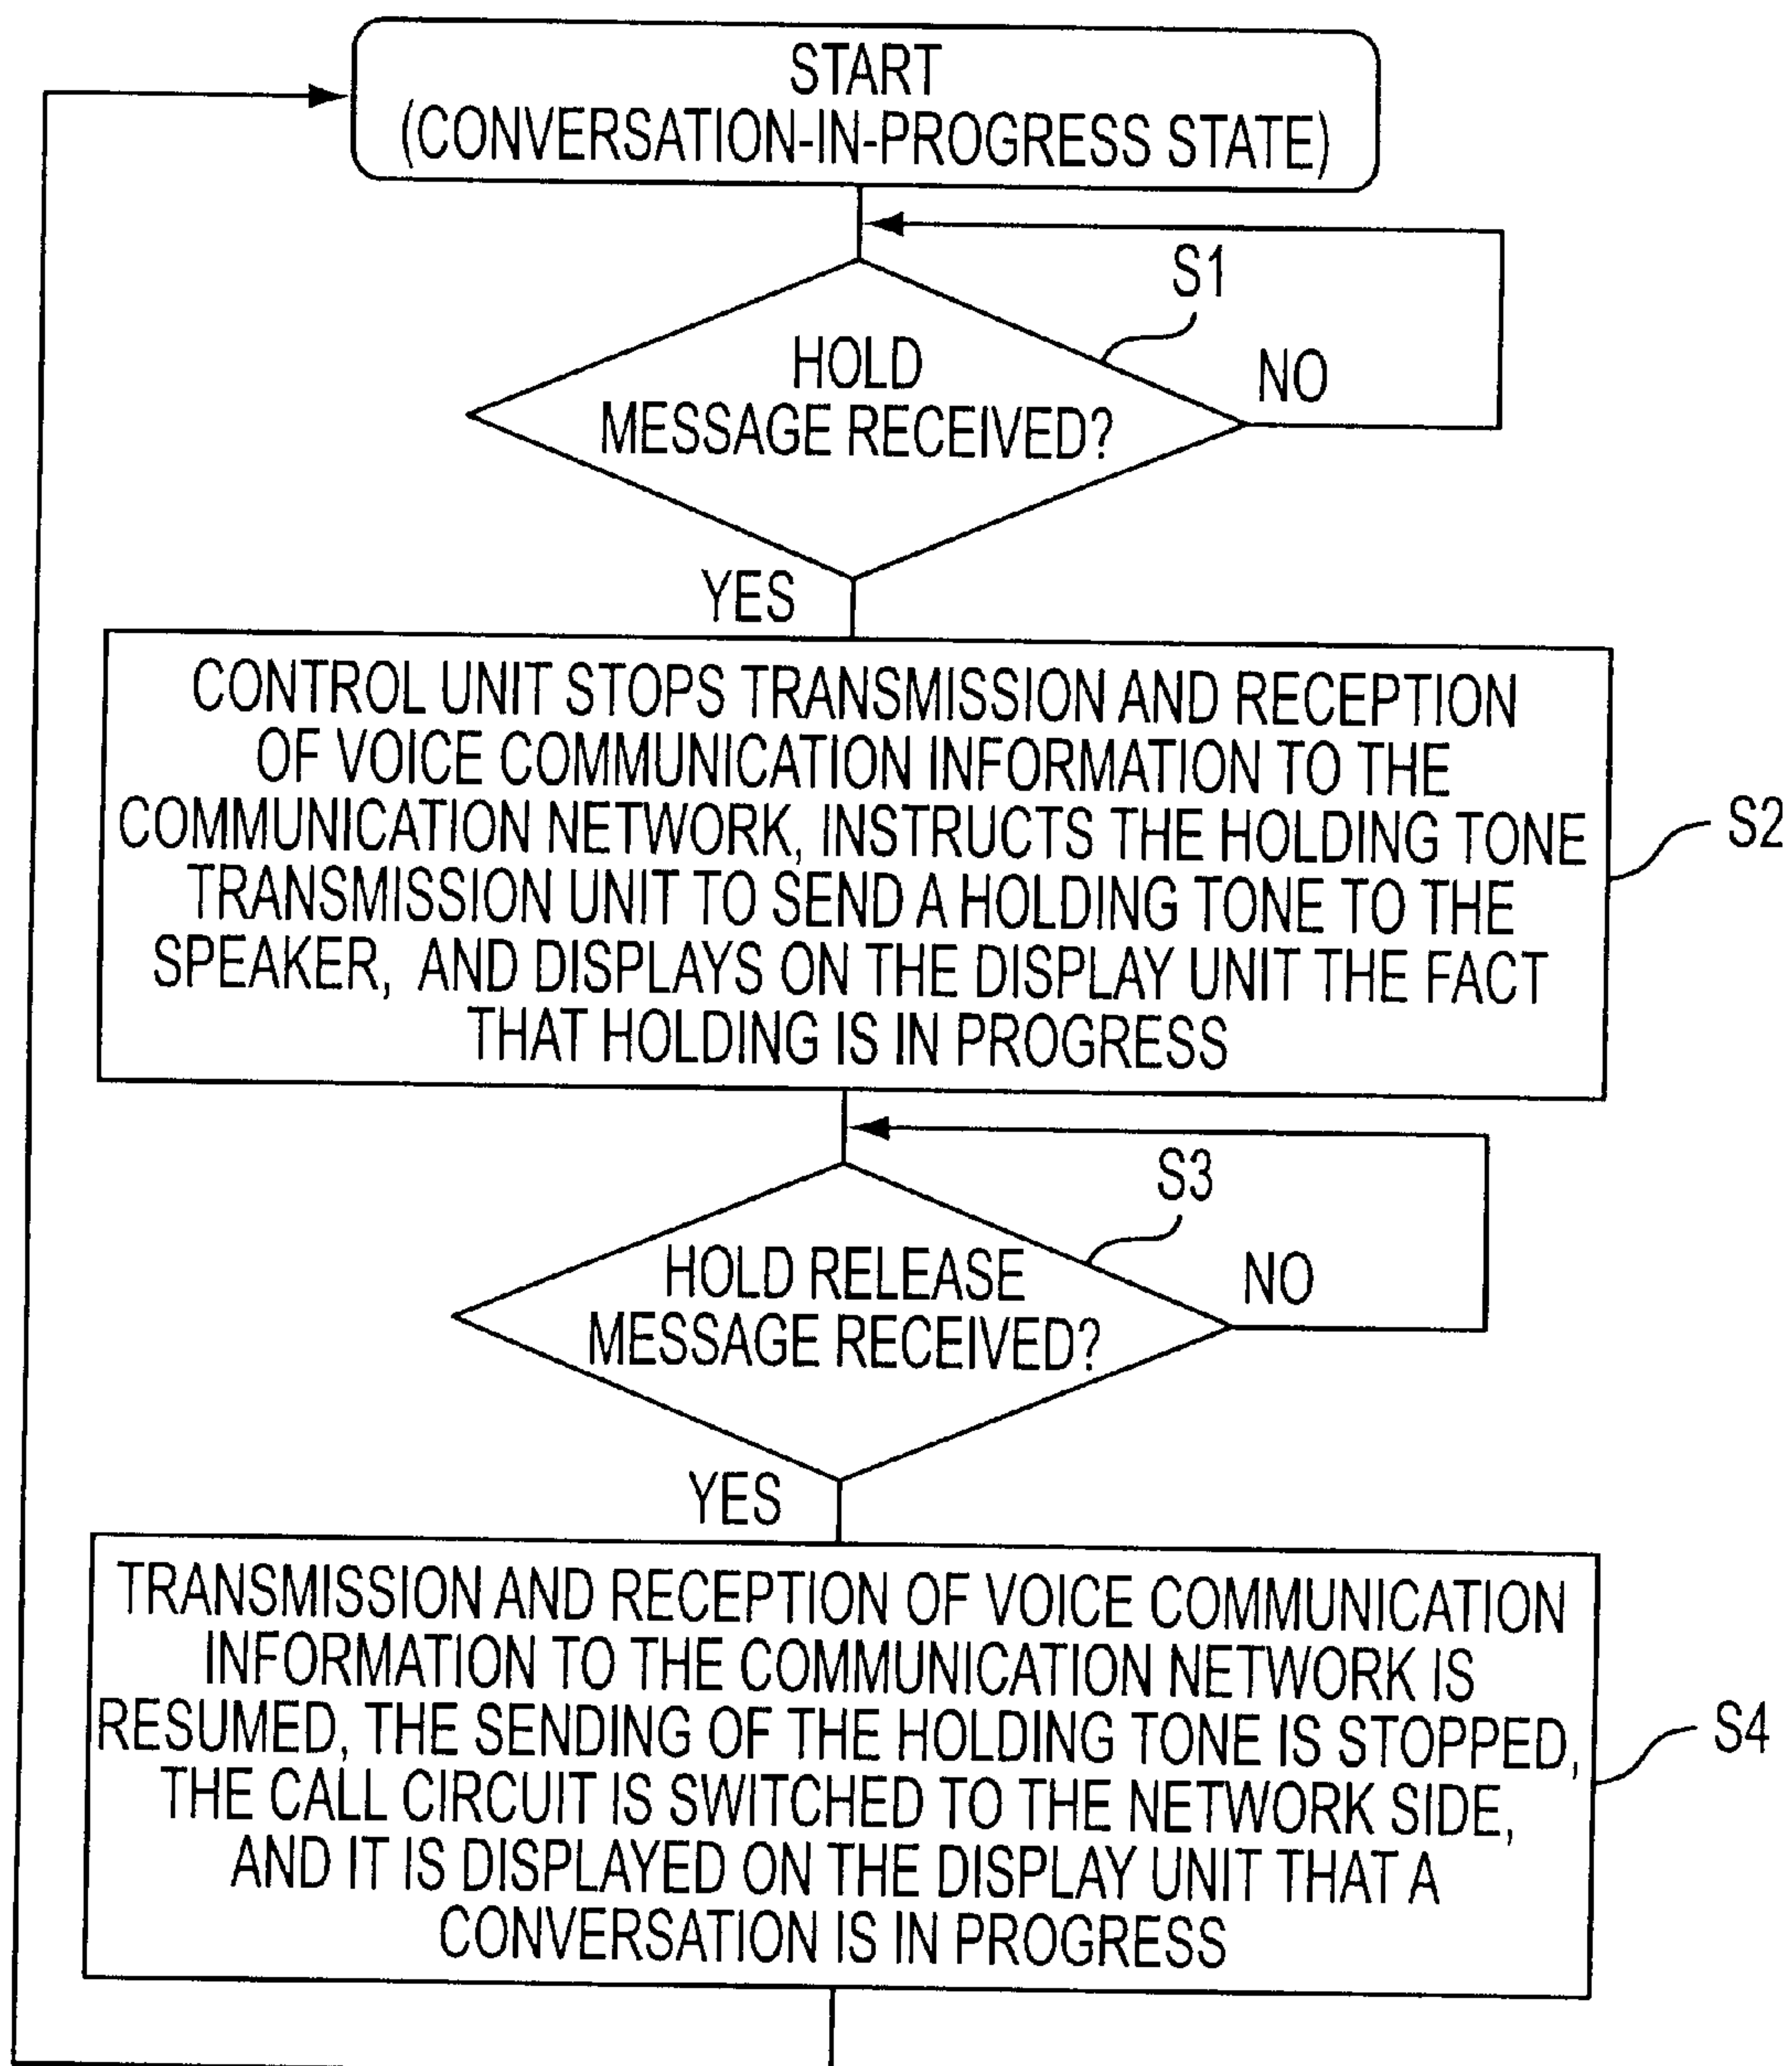 START
(CONVERSATION-IN-PROGRESS STATE)
S1
HOLD
MESSAGE RECEIVED?
NO
YES
CONTROL UNIT STOPS TRANSMISSION AND RECEPTION
OF VOICE COMMUNICATION INFORMATION TO THE
COMMUNICATION NETWORK, INSTRUCTS THE HOLDING TONE
TRANSMISSION UNIT TO SEND A HOLDING TONE TO THE
SPEAKER, AND DISPLAYS ON THE DISPLAY UNIT THE FACT
THAT HOLDING IS IN PROGRESS
S2
S3
HOLD RELEASE
MESSAGE RECEIVED?
NO
YES
TRANSMISSION AND RECEPTION OF VOICE COMMUNICATION
INFORMATION TO THE COMMUNICATION NETWORK IS
RESUMED, THE SENDING OF THE HOLDING TONE IS STOPPED,
THE CALL CIRCUIT IS SWITCHED TO THE NETWORK SIDE,
AND IT IS DISPLAYED ON THE DISPLAY UNIT THAT A
CONVERSATION IS IN PROGRESS
S4